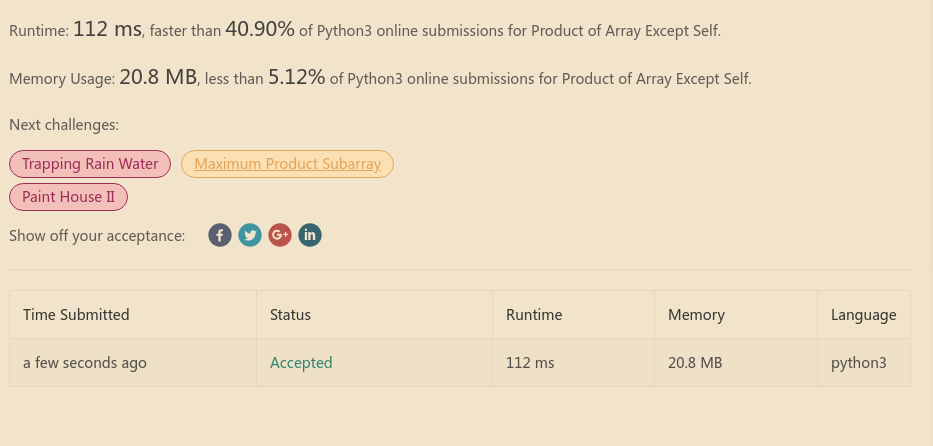 Runtime: 112 ms, faster than 40.90% of Python3 online submissions for Product of Array Except Self.
Memory Usage: 20.8 MB, less than 5.12% of Python3 online submissions for Product of Array Except Self.
Next challenges:
Trapping Rain Water Maximum Product Subarray
Paint House II
Show off your acceptance: f G+ in
Time Submitted Status Runtime Memory Language
a few seconds ago Accepted 112 ms 20.8 MB python3